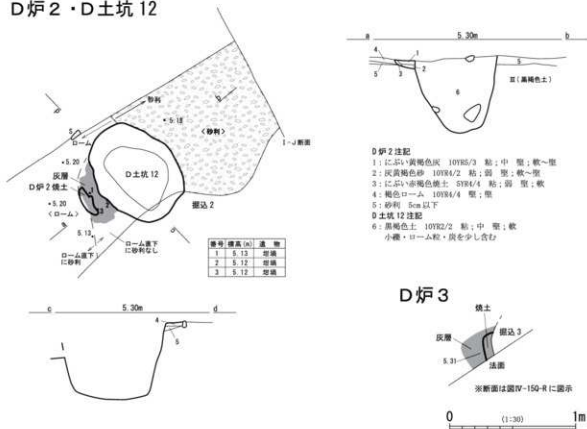 D炉2・D土坑12
砂利
・5.13
<砂利>
I-J断面
ローム
・5.20
灰層
D炉2焼土
・5.20
<ローム>
a
5.13
D土坑12
掘込2
ローム直下に砂利
ローム直下に砂利なし
番号 標高(m) 遺物
1 5.13 坩堝
2 5.12 坩堝
3 5.12 坩堝
a 5.30m b
4 1
5 3 2 5
6
Ⅱ(黒褐色土)
D炉2注記
1:にぶい黄褐色灰 10YR5/3 粘;中 堅;軟~堅
2:灰黄褐色砂 10YR4/2 粘;弱 堅;軟~堅
3:にぶい赤褐色焼土 5YR4/4 粘;弱 堅;軟
4:褐色ローム 10YR4/4 堅;堅
5:砂利 5cm以下
D土坑12注記
6:黒褐色土 10YR2/2 粘;中 堅;軟
小礫・ローム粒・炭を少し含む
c 5.30m d
4
5
D炉3
焼土
灰層
掘込3
5.31
法面
※断面は図Ⅳ-15Q-Rに図示
0 (1:30) 1m